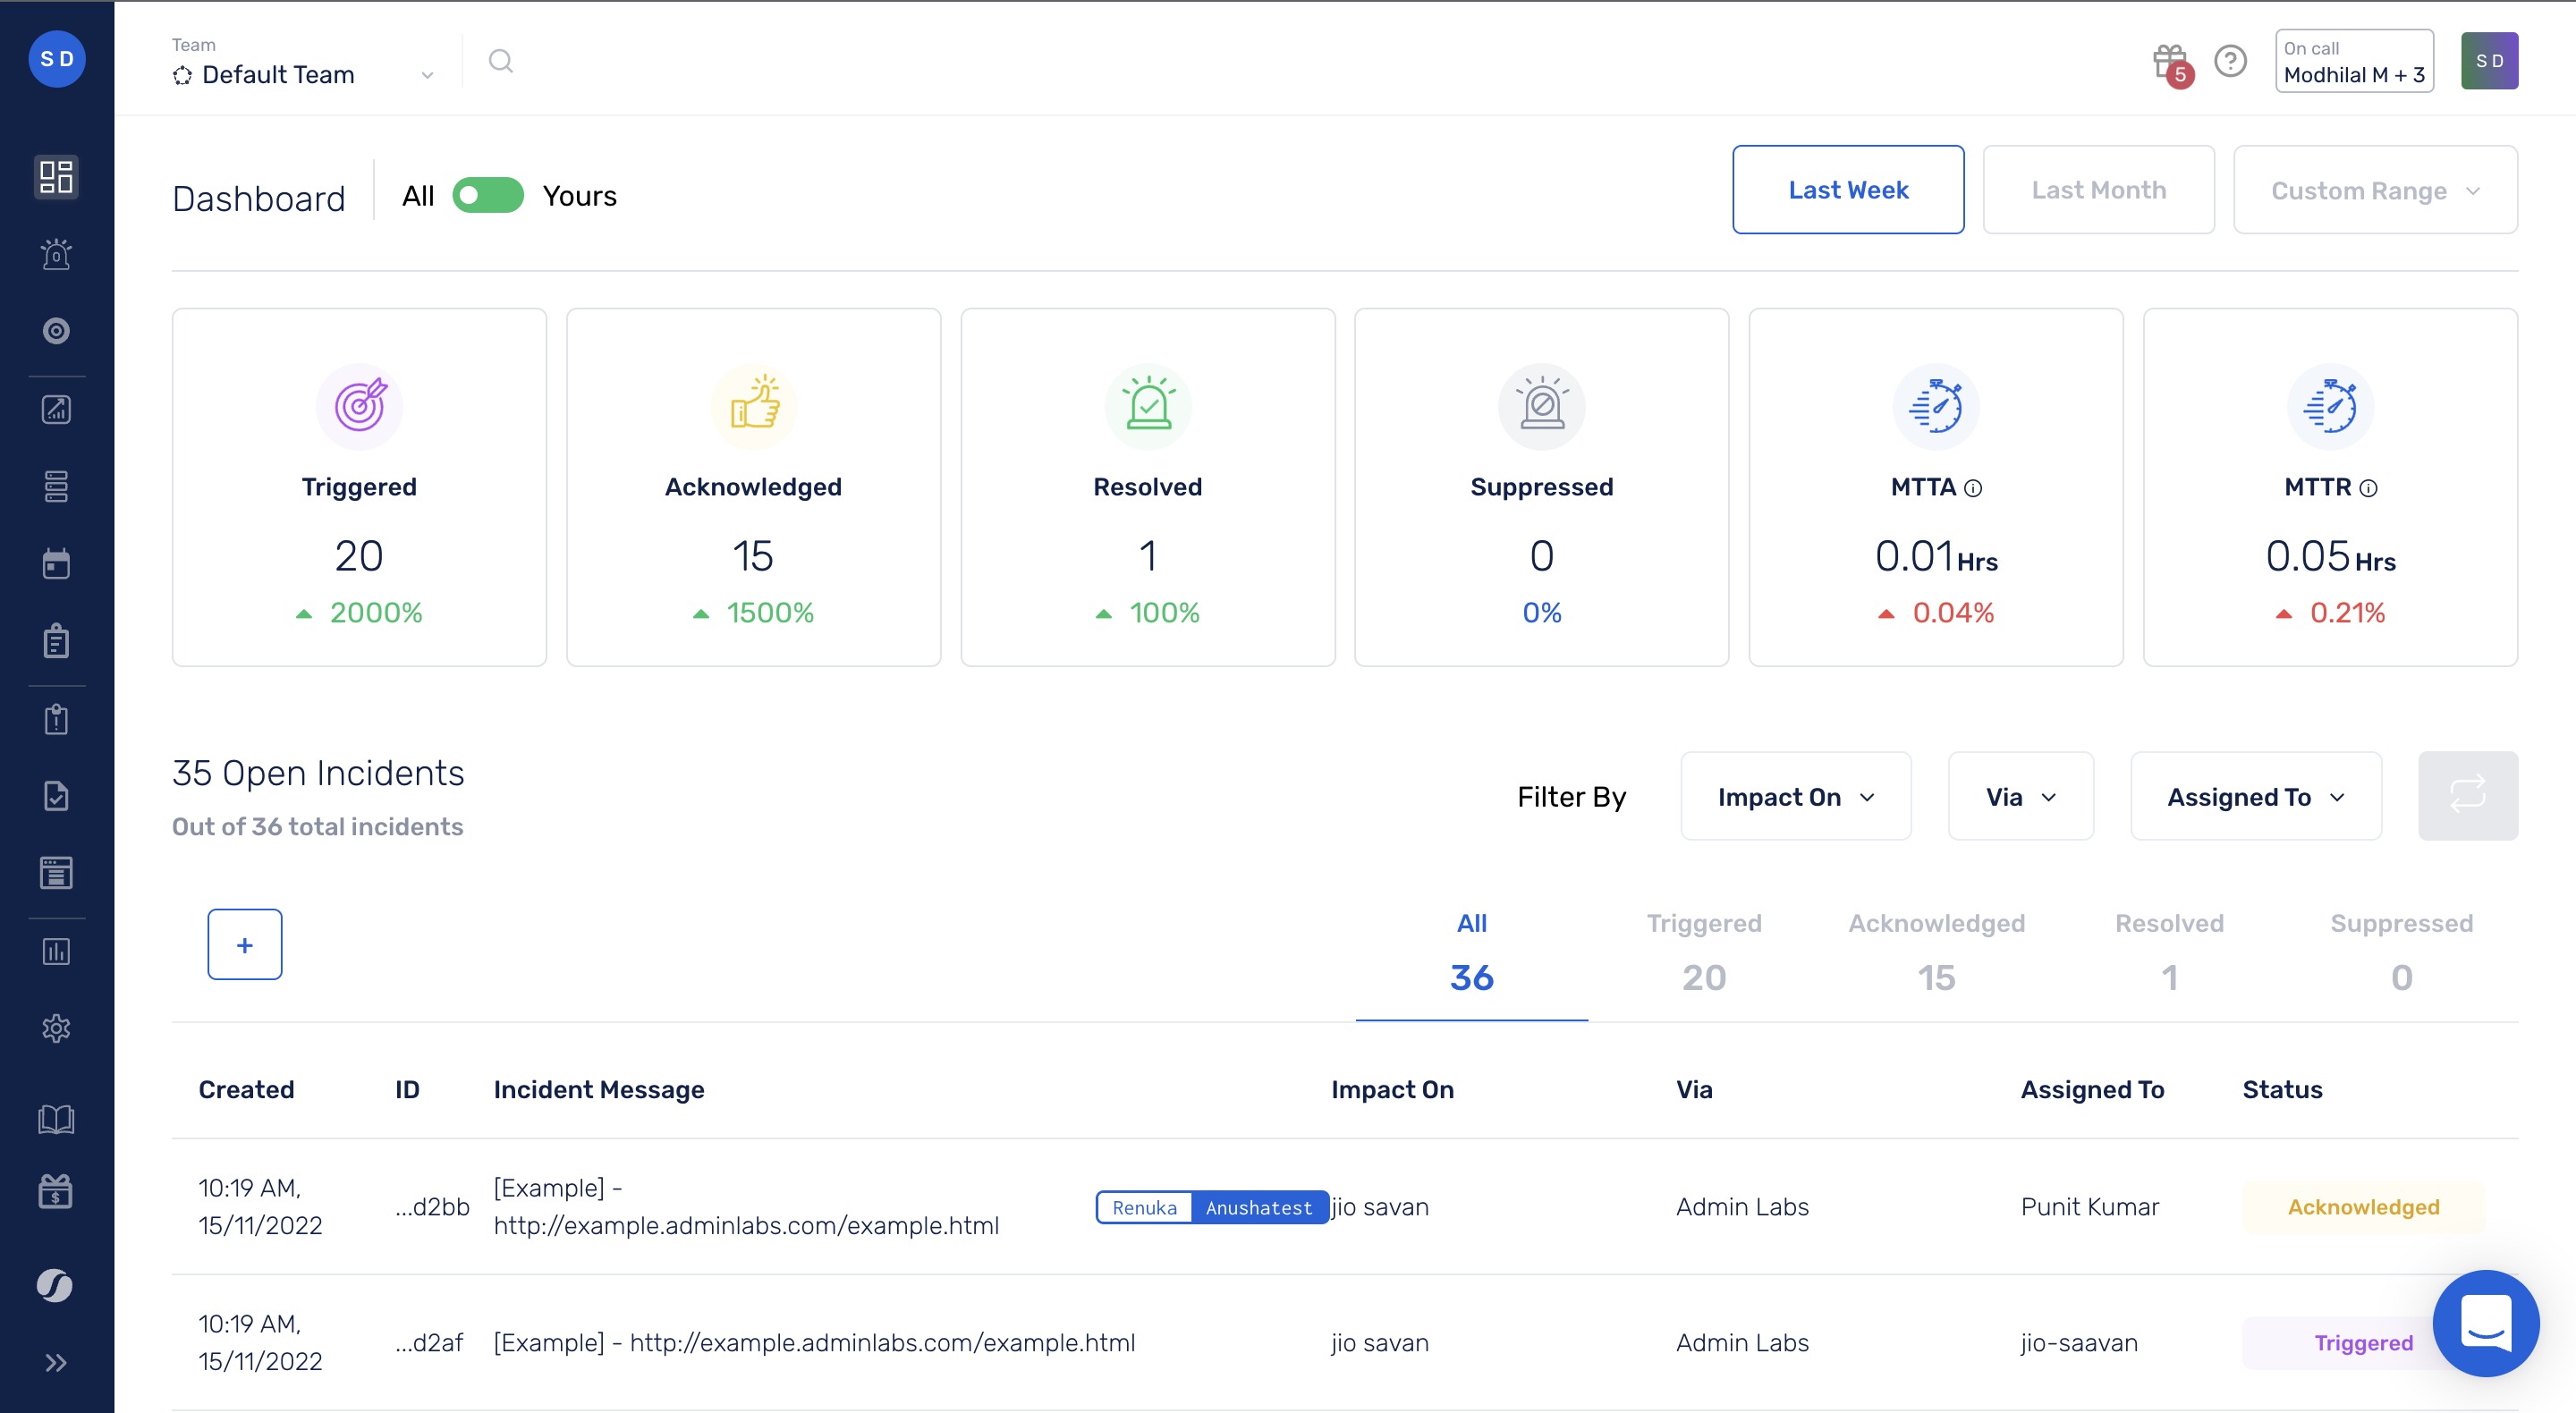 S D
Team
Default Team
5
On call
Modhilal M + 3
S D
Dashboard
All
Yours
Last Week
Last Month
Custom Range
Triggered
20
2000%
Acknowledged
15
1500%
Resolved
1
100%
Suppressed
0
0%
MTTA
0.01 Hrs
0.04%
MTTR
0.05 Hrs
0.21%
35 Open Incidents
Out of 36 total incidents
Filter By
Impact On
Via
Assigned To
+
All
36
Triggered
20
Acknowledged
15
Resolved
1
Suppressed
0
Created ID Incident Message Impact On Via Assigned To Status
10:19 AM,
15/11/2022
...d2bb
[Example] -
http://example.adminlabs.com/example.html
Renuka Anushatest
jio savan
Admin Labs
Punit Kumar
Acknowledged
10:19 AM,
15/11/2022
...d2af
[Example] - http://example.adminlabs.com/example.html
jio savan
Admin Labs
jio-saavan
Triggered